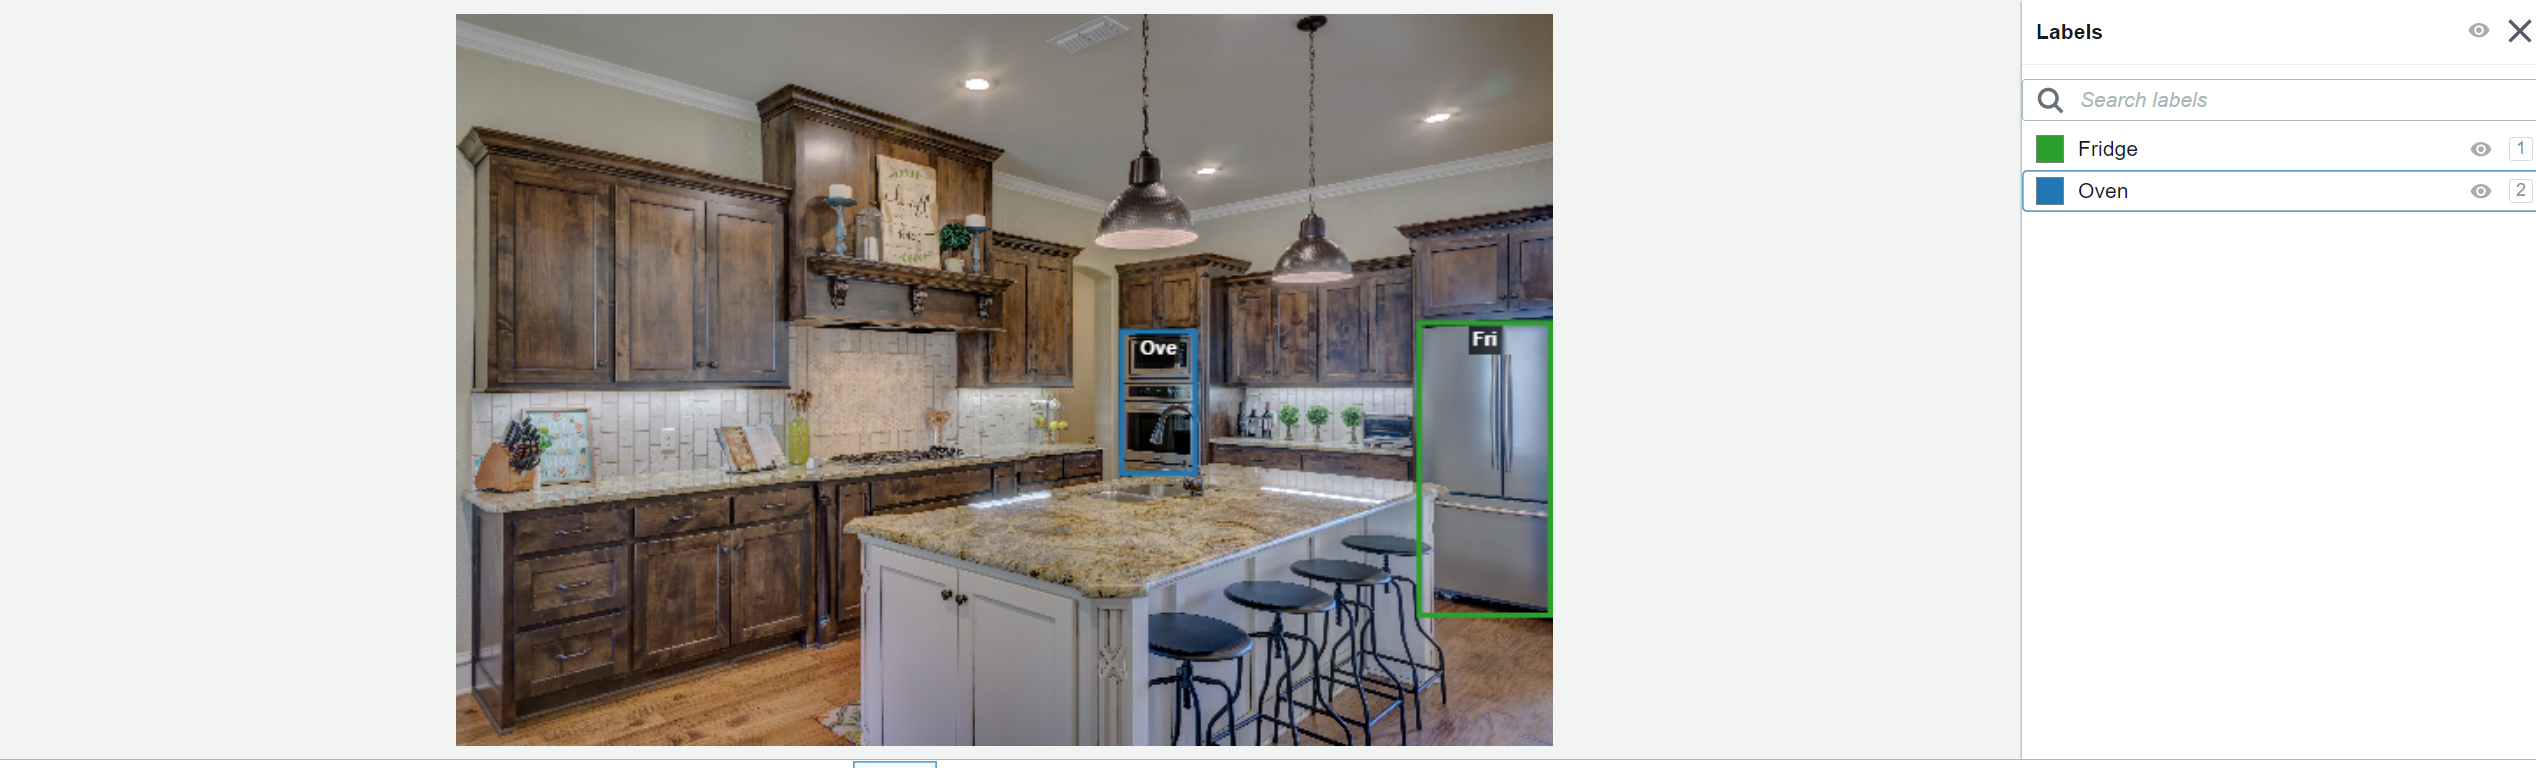 Labels
Search labels
Fridge
1
Oven
2
Ove
Fri